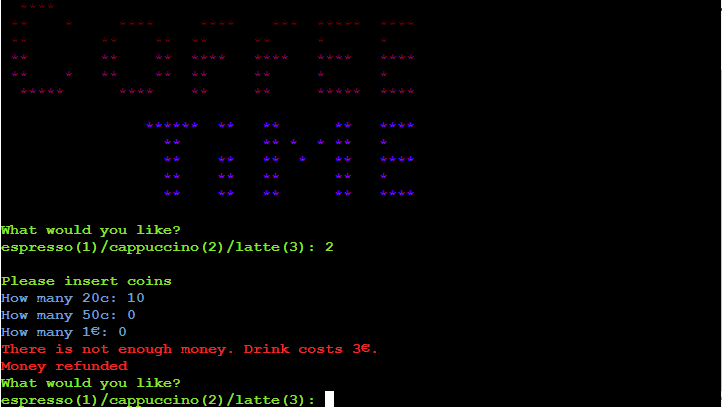 COFFEE
TIME
What would you like?
espresso(1)/cappuccino(2)/latte(3): 2
Please insert coins
How many 20c: 10
How many 50c: 0
How many 1€: 0
There is not enough money. Drink costs 3€.
Money refunded
What would you like?
espresso(1)/cappuccino(2)/latte(3):